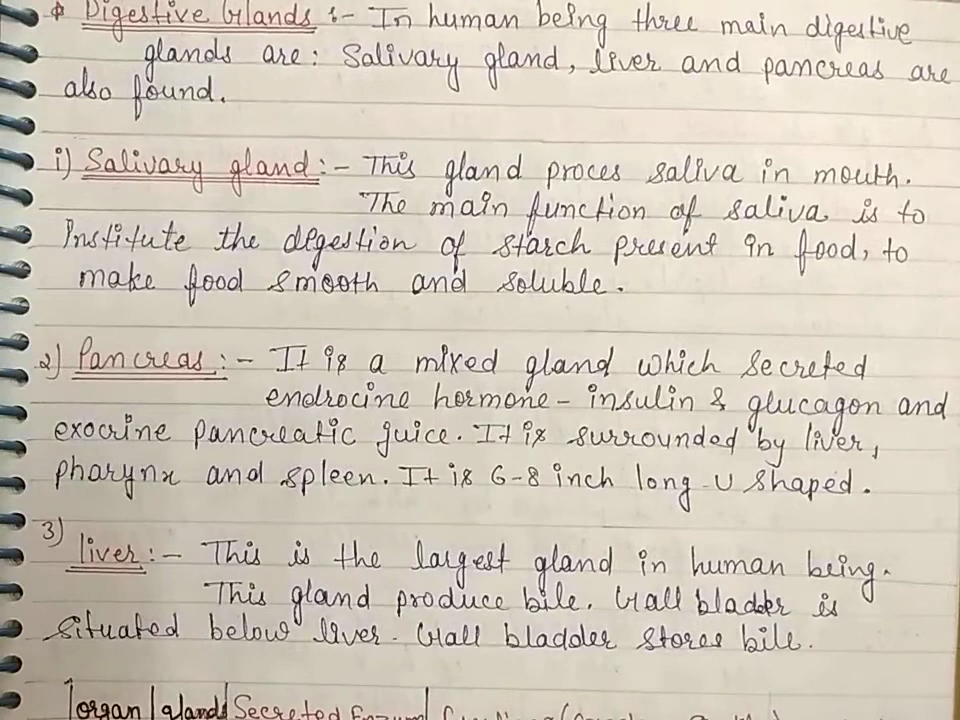 * Digestive Glands :- In human being three main digestive
glands are: Salivary gland, liver and pancreas are
also found.
i) Salivary gland :- This gland proces saliva in mouth.
The main function of saliva is to
Institute the digestion of starch present in food, to
make food smooth and soluble.
2) Pancreas :- It is a mixed gland which secreted
endrocine hormone - insulin & glucagon and
exocrine pancreatic juice. It is surrounded by liver,
pharynx and spleen. It is 6-8 inch long U shaped.
3) liver :- This is the largest gland in human being.
This gland produce bile. Gall bladder is
situated below liver. Gall bladder stores bile.
organ glands Secreted